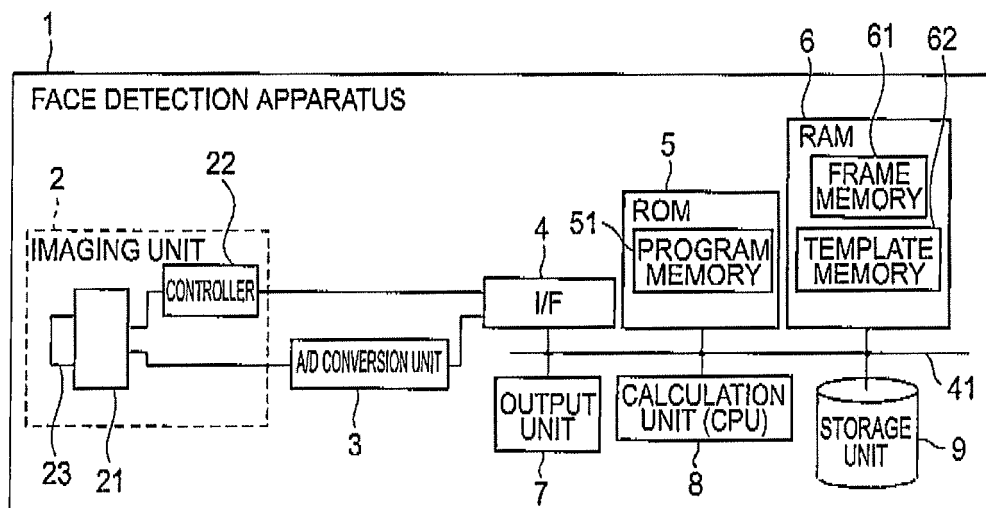 1
FACE DETECTION APPARATUS
2
IMAGING UNIT
22
CONTROLLER
23
21
A/D CONVERSION UNIT
3
4
I/F
5
ROM
51
PROGRAM
MEMORY
6
61
62
RAM
FRAME
MEMORY
TEMPLATE
MEMORY
41
OUTPUT
UNIT
7
CALCULATION
UNIT (CPU)
8
STORAGE
UNIT
9